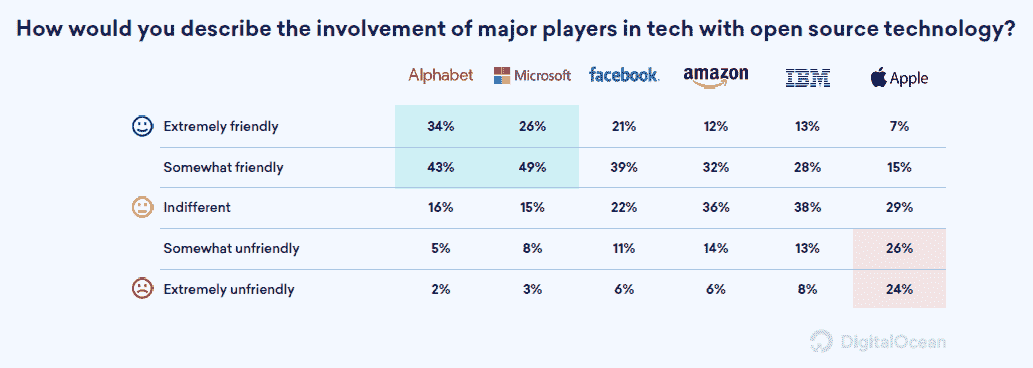 How would you describe the involvement of major players in tech with open source technology?
Alphabet Microsoft facebook. amazon IBM Apple
Extremely friendly 34% 26% 21% 12% 13% 7%
Somewhat friendly 43% 49% 39% 32% 28% 15%
Indifferent 16% 15% 22% 36% 38% 29%
Somewhat unfriendly 5% 8% 11% 14% 13% 26%
Extremely unfriendly 2% 3% 6% 6% 8% 24%
DigitalOcean